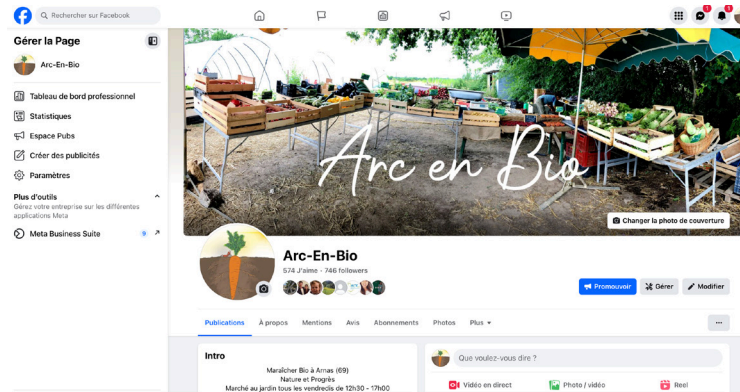 Rechercher sur Facebook
1
3
Gérer la Page
Arc-En-Bio
Tableau de bord professionnel
Statistiques
Espace Pubs
Créer des publicités
Paramètres
Plus d'outils
Gérez votre entreprise sur les différentes
applications Meta
Meta Business Suite
9
Arc en Bio
Changer la photo de couverture
Arc-En-Bio
574 J'aime · 746 followers
Promouvoir
Gérer
Modifier
Publications
À propos
Mentions
Avis
Abonnements
Photos
Plus
Intro
Maraîcher Bio à Arnas (69)
Nature et Progrès
Marché au jardin tous les vendredis de 12h30 - 17h00
Que voulez-vous dire ?
Vidéo en direct
Photo / vidéo
Reel